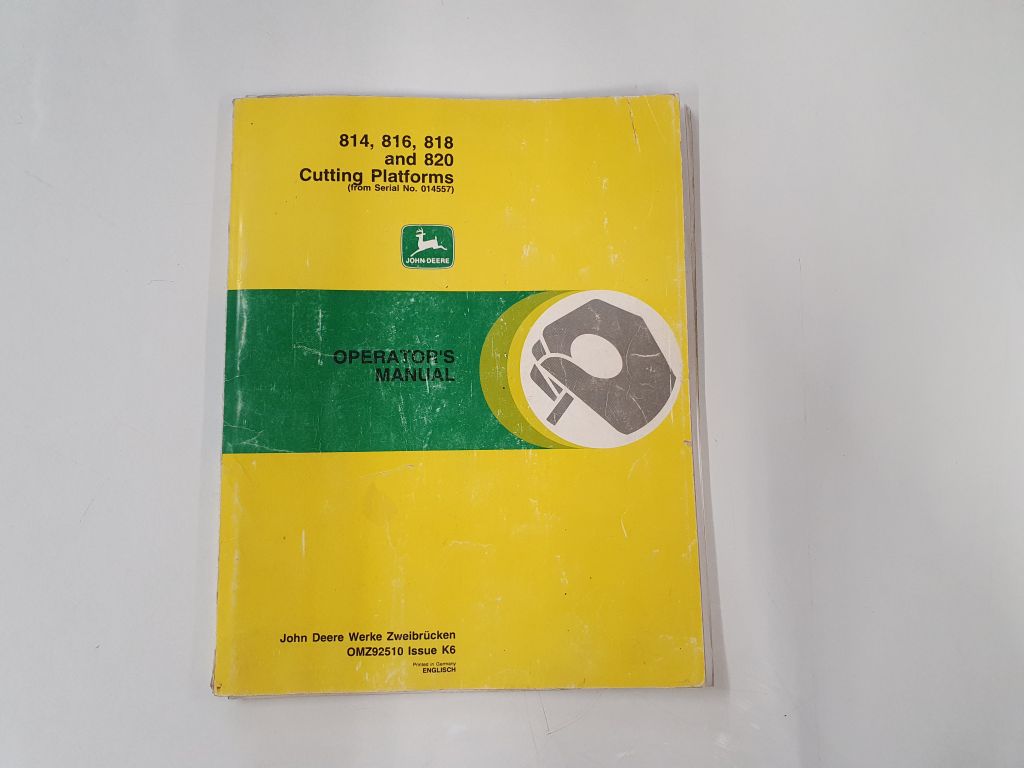 814, 816, 818
and 820
Cutting Platforms
(from Serial No. 014557)
JOHN DEERE
OPERATOR'S
MANUAL
John Deere Werke Zweibrücken
OMZ92510 Issue K6
Printed in Germany
ENGLISCH